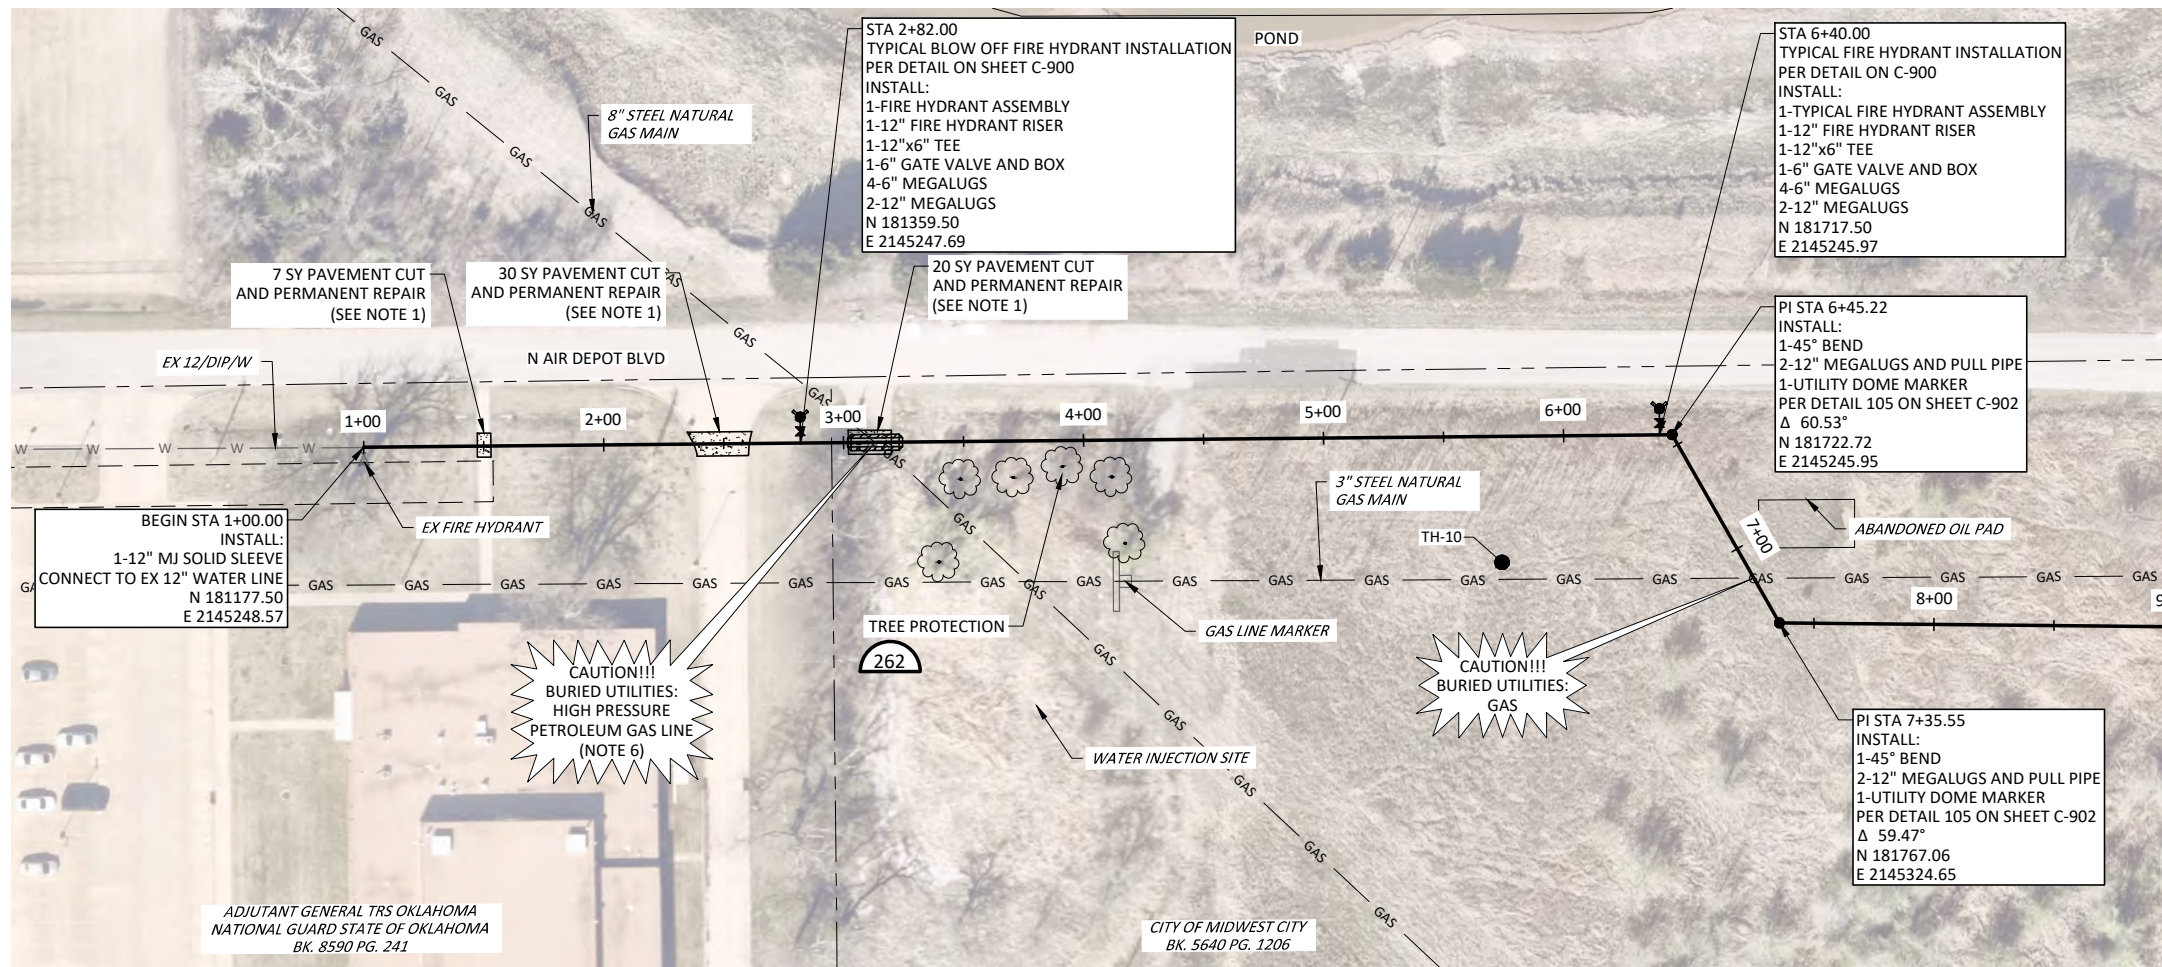 STA 2+82.00
TYPICAL BLOW OFF FIRE HYDRANT INSTALLATION
PER DETAIL ON SHEET C-900
INSTALL:
1-FIRE HYDRANT ASSEMBLY
1-12" FIRE HYDRANT RISER
1-12"x6" TEE
1-6" GATE VALVE AND BOX
4-6" MEGALUGS
2-12" MEGALUGS
N 181359.50
E 2145247.69
POND
STA 6+40.00
TYPICAL FIRE HYDRANT INSTALLATION
PER DETAIL ON C-900
INSTALL:
1-TYPICAL FIRE HYDRANT ASSEMBLY
1-12" FIRE HYDRANT RISER
1-12"x6" TEE
1-6" GATE VALVE AND BOX
4-6" MEGALUGS
2-12" MEGALUGS
N 181717.50
E 2145245.97
GAS
GAS
GAS
GAS
GAS
GAS
GAS
GAS
8" STEEL NATURAL
GAS MAIN
7 SY PAVEMENT CUT
AND PERMANENT REPAIR
(SEE NOTE 1)
30 SY PAVEMENT CUT
AND PERMANENT REPAIR
(SEE NOTE 1)
20 SY PAVEMENT CUT
AND PERMANENT REPAIR
(SEE NOTE 1)
PI STA 6+45.22
INSTALL:
1-45° BEND
2-12" MEGALUGS AND PULL PIPE
1-UTILITY DOME MARKER
PER DETAIL 105 ON SHEET C-902
Δ 60.53°
N 181722.72
E 2145245.95
EX 12/DIP/W
N AIR DEPOT BLVD
1+00
2+00
3+00
4+00
5+00
6+00
7+00
8+00
9
W W W W W
BEGIN STA 1+00.00
INSTALL:
1-12" MJ SOLID SLEEVE
CONNECT TO EX 12" WATER LINE
N 181177.50
E 2145248.57
EX FIRE HYDRANT
3" STEEL NATURAL
GAS MAIN
TH-10
ABANDONED OIL PAD
GA GAS GAS GAS GAS GAS GAS GAS GAS GAS GAS GAS GAS GAS GAS GAS GAS GAS GAS GAS GAS
GAS
GAS
GAS
GAS
GAS
GAS
GAS
TREE PROTECTION
GAS LINE MARKER
262
CAUTION!!!
BURIED UTILITIES:
HIGH PRESSURE
PETROLEUM GAS LINE
(NOTE 6)
CAUTION!!!
BURIED UTILITIES:
GAS
WATER INJECTION SITE
PI STA 7+35.55
INSTALL:
1-45° BEND
2-12" MEGALUGS AND PULL PIPE
1-UTILITY DOME MARKER
PER DETAIL 105 ON SHEET C-902
Δ 59.47°
N 181767.06
E 2145324.65
ADJUTANT GENERAL TRS OKLAHOMA
NATIONAL GUARD STATE OF OKLAHOMA
BK. 8590 PG. 241
CITY OF MIDWEST CITY
BK. 5640 PG. 1206